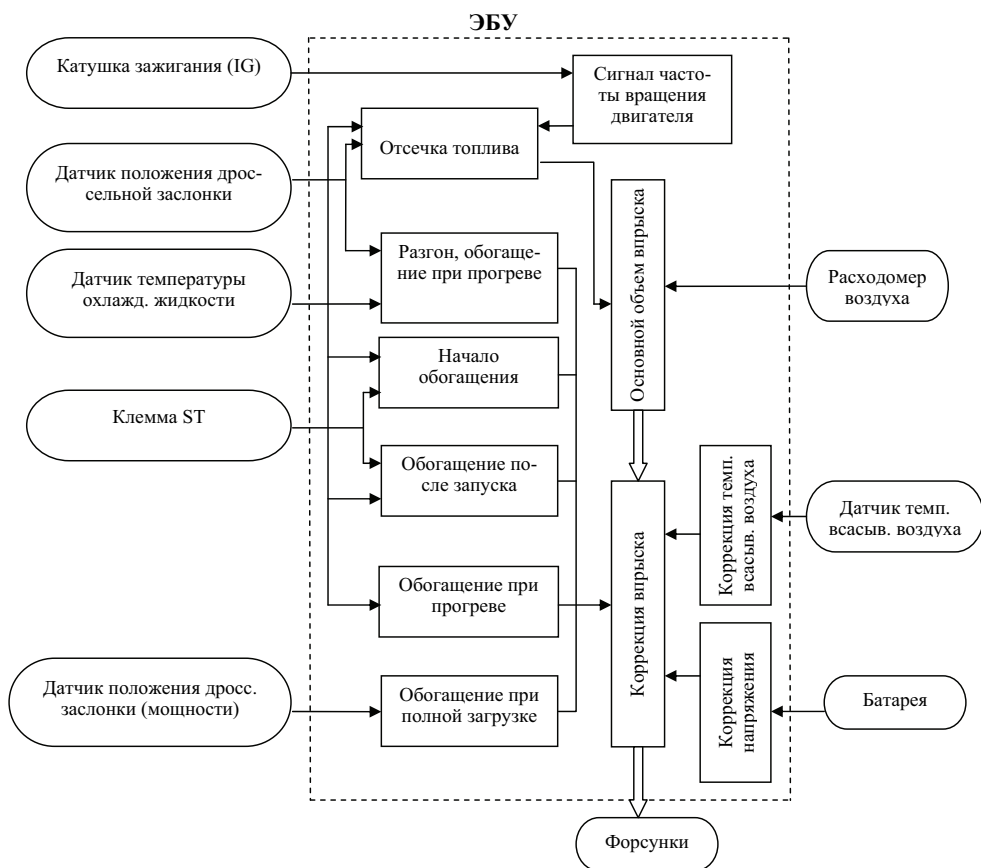 ЭБУ
Катушка зажигания (IG)
Сигнал часто-
ты вращения
двигателя
Отсечка топлива
Датчик положения дрос-
сельной заслонки
Разгон, обогаще-
ние при прогреве
Датчик температуры
охлажд. жидкости
Основной объем впрыска
Расходомер
воздуха
Начало
обогащения
Клемма ST
Обогащение по-
сле запуска
Коррекция впрыска
Коррекция темп.
всасыв. воздуха
Датчик темп.
всасыв. воздуха
Обогащение при
прогреве
Датчик положения дросс.
заслонки (мощности)
Обогащение при
полной загрузке
Коррекция
напряжения
Батарея
Форсунки